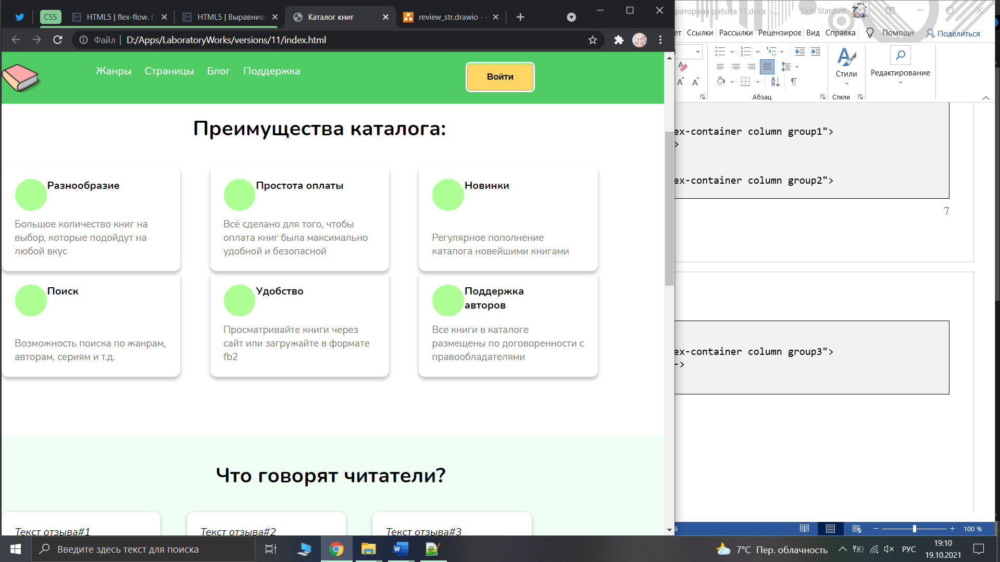 CSS
HTML5 | flex-flow. П
HTML5 | Выравнива
Каталог книг
review_str.drawio -
Файл
D:/Apps/LaboratoryWorks/versions/11/index.html
Жанры
Страницы
Блог
Поддержка
Войти
Преимущества каталога:
Разнообразие
Большое количество книг на
выбор, которые подойдут на
любой вкус
Простота оплаты
Всё сделано для того, чтобы
оплата книг была максимально
удобной и безопасной
Новинки
Регулярное пополнение
каталога новейшими книгами
Поиск
Возможность поиска по жанрам,
авторам, сериям и т.д.
Удобство
Просматривайте книги через
сайт или загружайте в формате
fb2
Поддержка
авторов
Все книги в каталоге
размещены по договоренности с
правообладателями
Что говорят читатели?
Текст отзыва#1
Текст отзыва#2
Текст отзыва#3
раторная работа 11.docx -...
Sirin Stardust
ет
Ссылки
Рассылки
Рецензиров
Вид
Справка
Помощн
Поделиться
Стили
Редактирование
Абзац
Стили
ex-container column group1">
>
ex-container column group2">
7
ex-container column group3">
->
й
100 %
Введите здесь текст для поиска
7°C Пер. облачность
РУС
19:10
19.10.2021